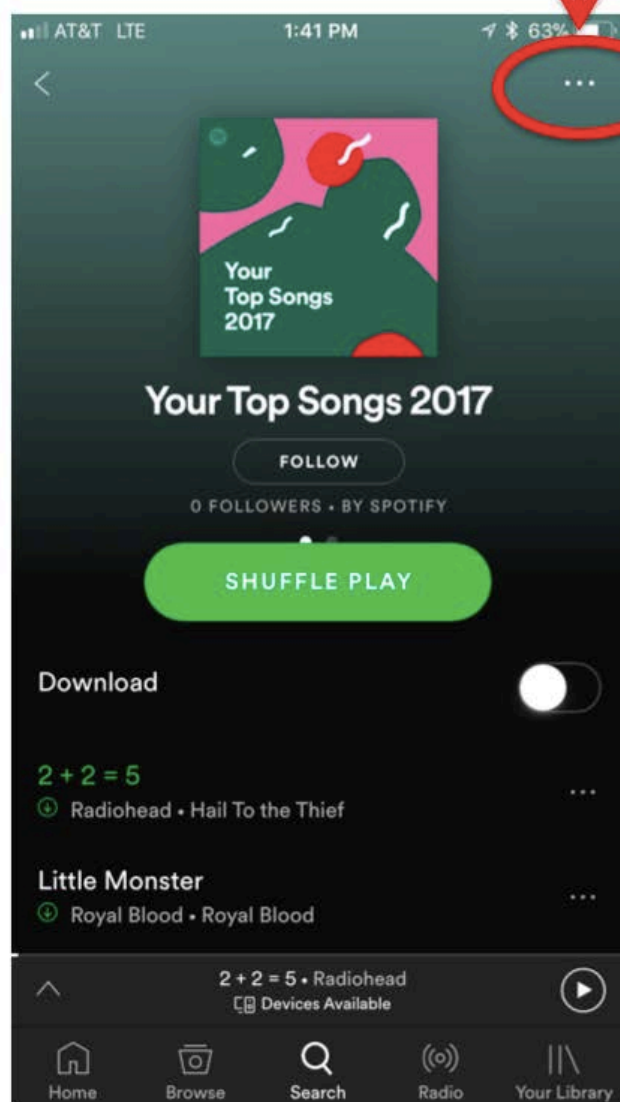 AT&T LTE 1:41 PM 63%
Your
Top Songs
2017
Your Top Songs 2017
FOLLOW
0 FOLLOWERS • BY SPOTIFY
SHUFFLE PLAY
Download
2 + 2 = 5
Radiohead • Hail To the Thief
Little Monster
Royal Blood • Royal Blood
2 + 2 = 5 • Radiohead
Devices Available
Home Browse Search Radio Your Library